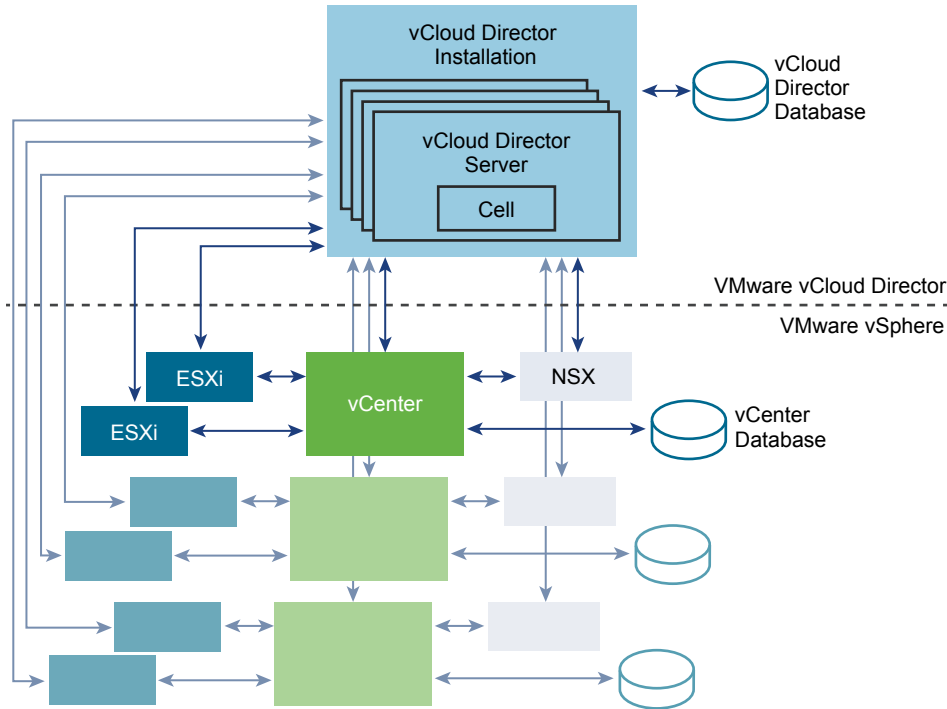 vCloud Director
Installation
vCloud
Director
Database
vCloud Director
Server
Cell
VMware vCloud Director
VMware vSphere
ESXi
vCenter
NSX
ESXi
vCenter
Database